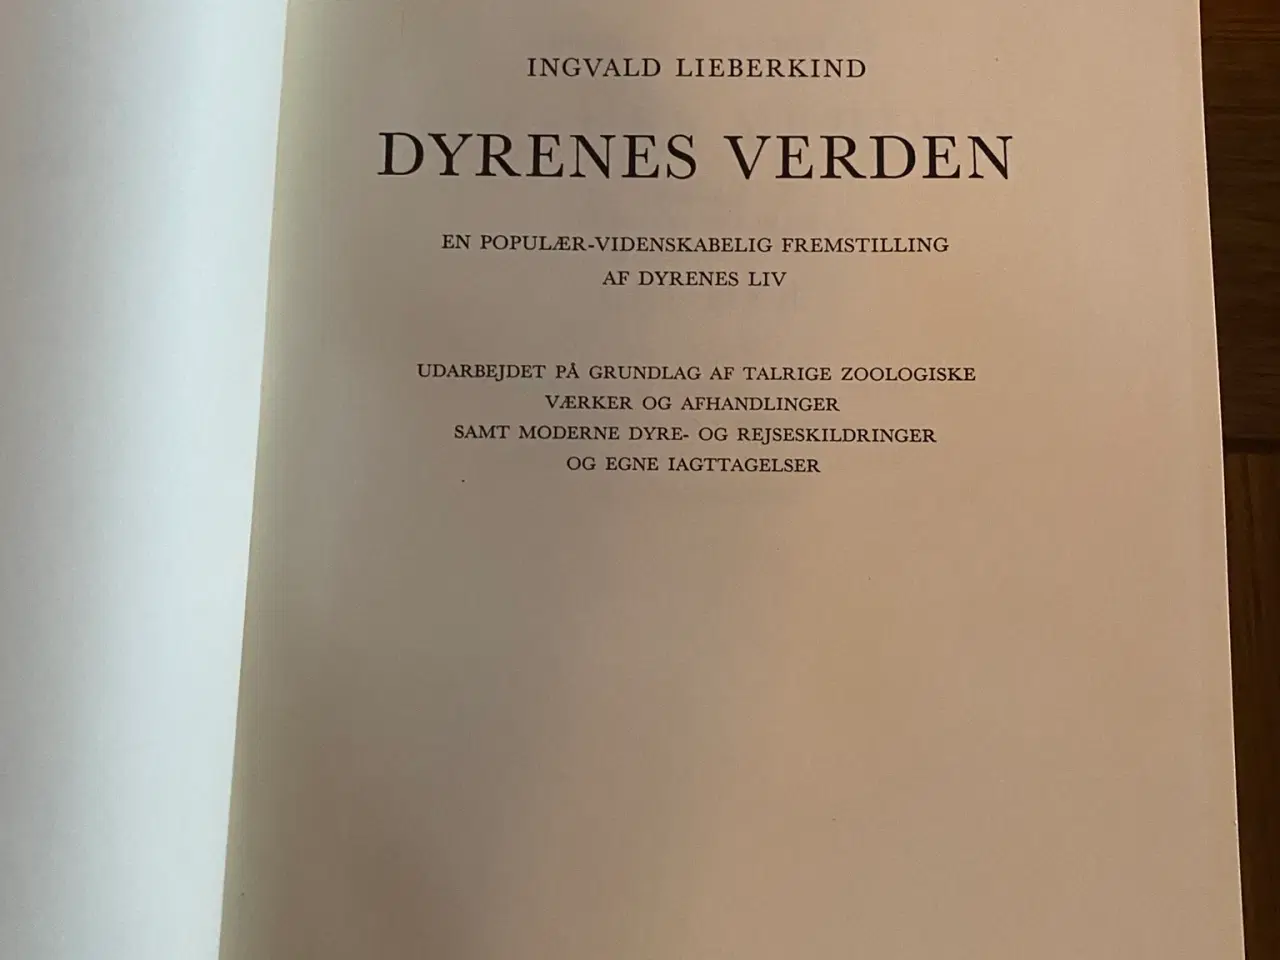 INGVALD LIEBERKIND
DYRENES VERDEN
EN POPULÆR-VIDENSKABELIG FREMSTILLING
AF DYRENES LIV
UDARBEJDET PÅ GRUNDLAG AF TALRIGE ZOOLOGISKE
VÆRKER OG AFHANDLINGER
SAMT MODERNE DYRE- OG REJSESKILDRINGER
OG EGNE IAGTTAGELSER